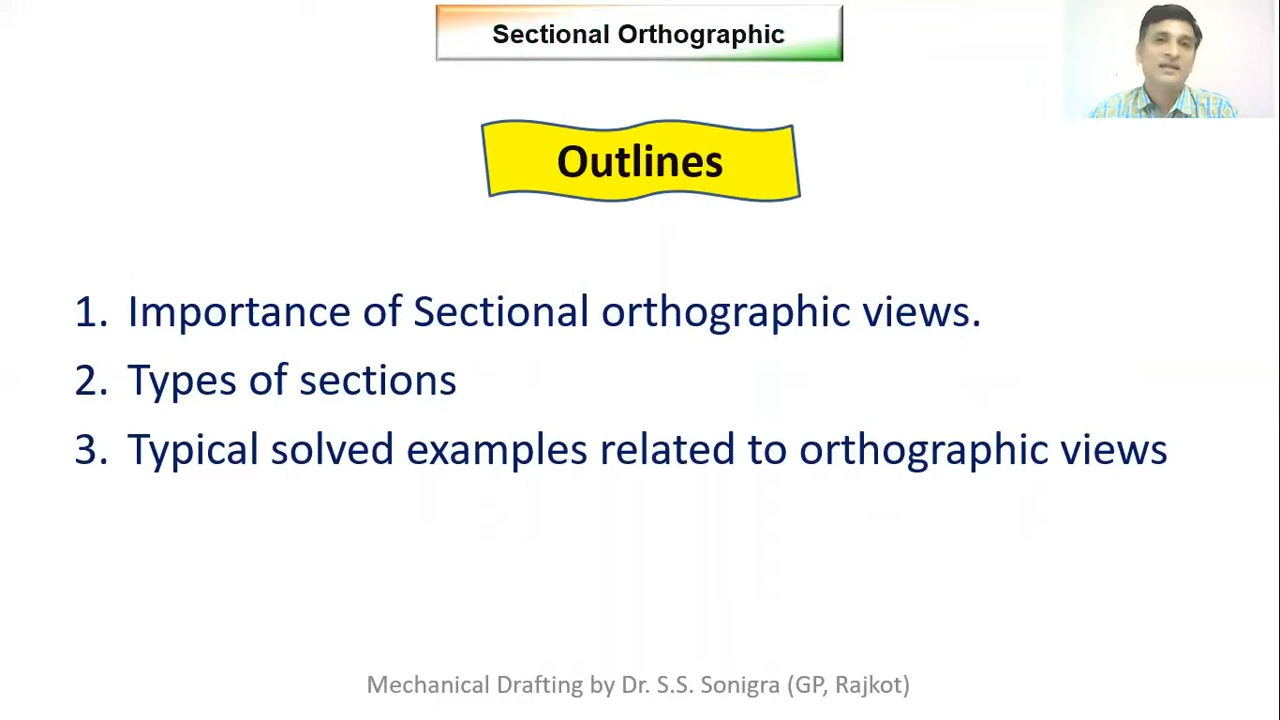 Sectional Orthographic
Outlines
1. Importance of Sectional orthographic views.
2. Types of sections
3. Typical solved examples related to orthographic views
Mechanical Drafting by Dr. S.S. Sonigra (GP, Rajkot)